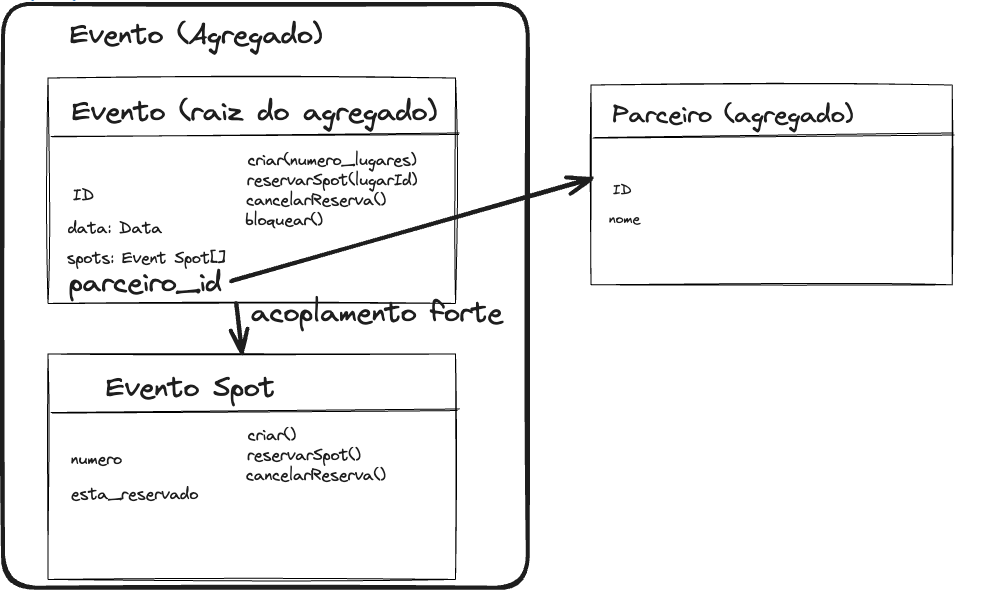 Evento (Agregado)
Evento (raiz do agregado)
criar(numero_lugares)
reservarSpot(lugarId)
cancelarReserva()
bloquear()
ID
data: Data
spots: Event Spot[]
parceiro_id
acoplamento forte
Evento Spot
criar()
reservarSpot()
cancelarReserva()
numero
esta_reservado
Parceiro (agregado)
ID
nome